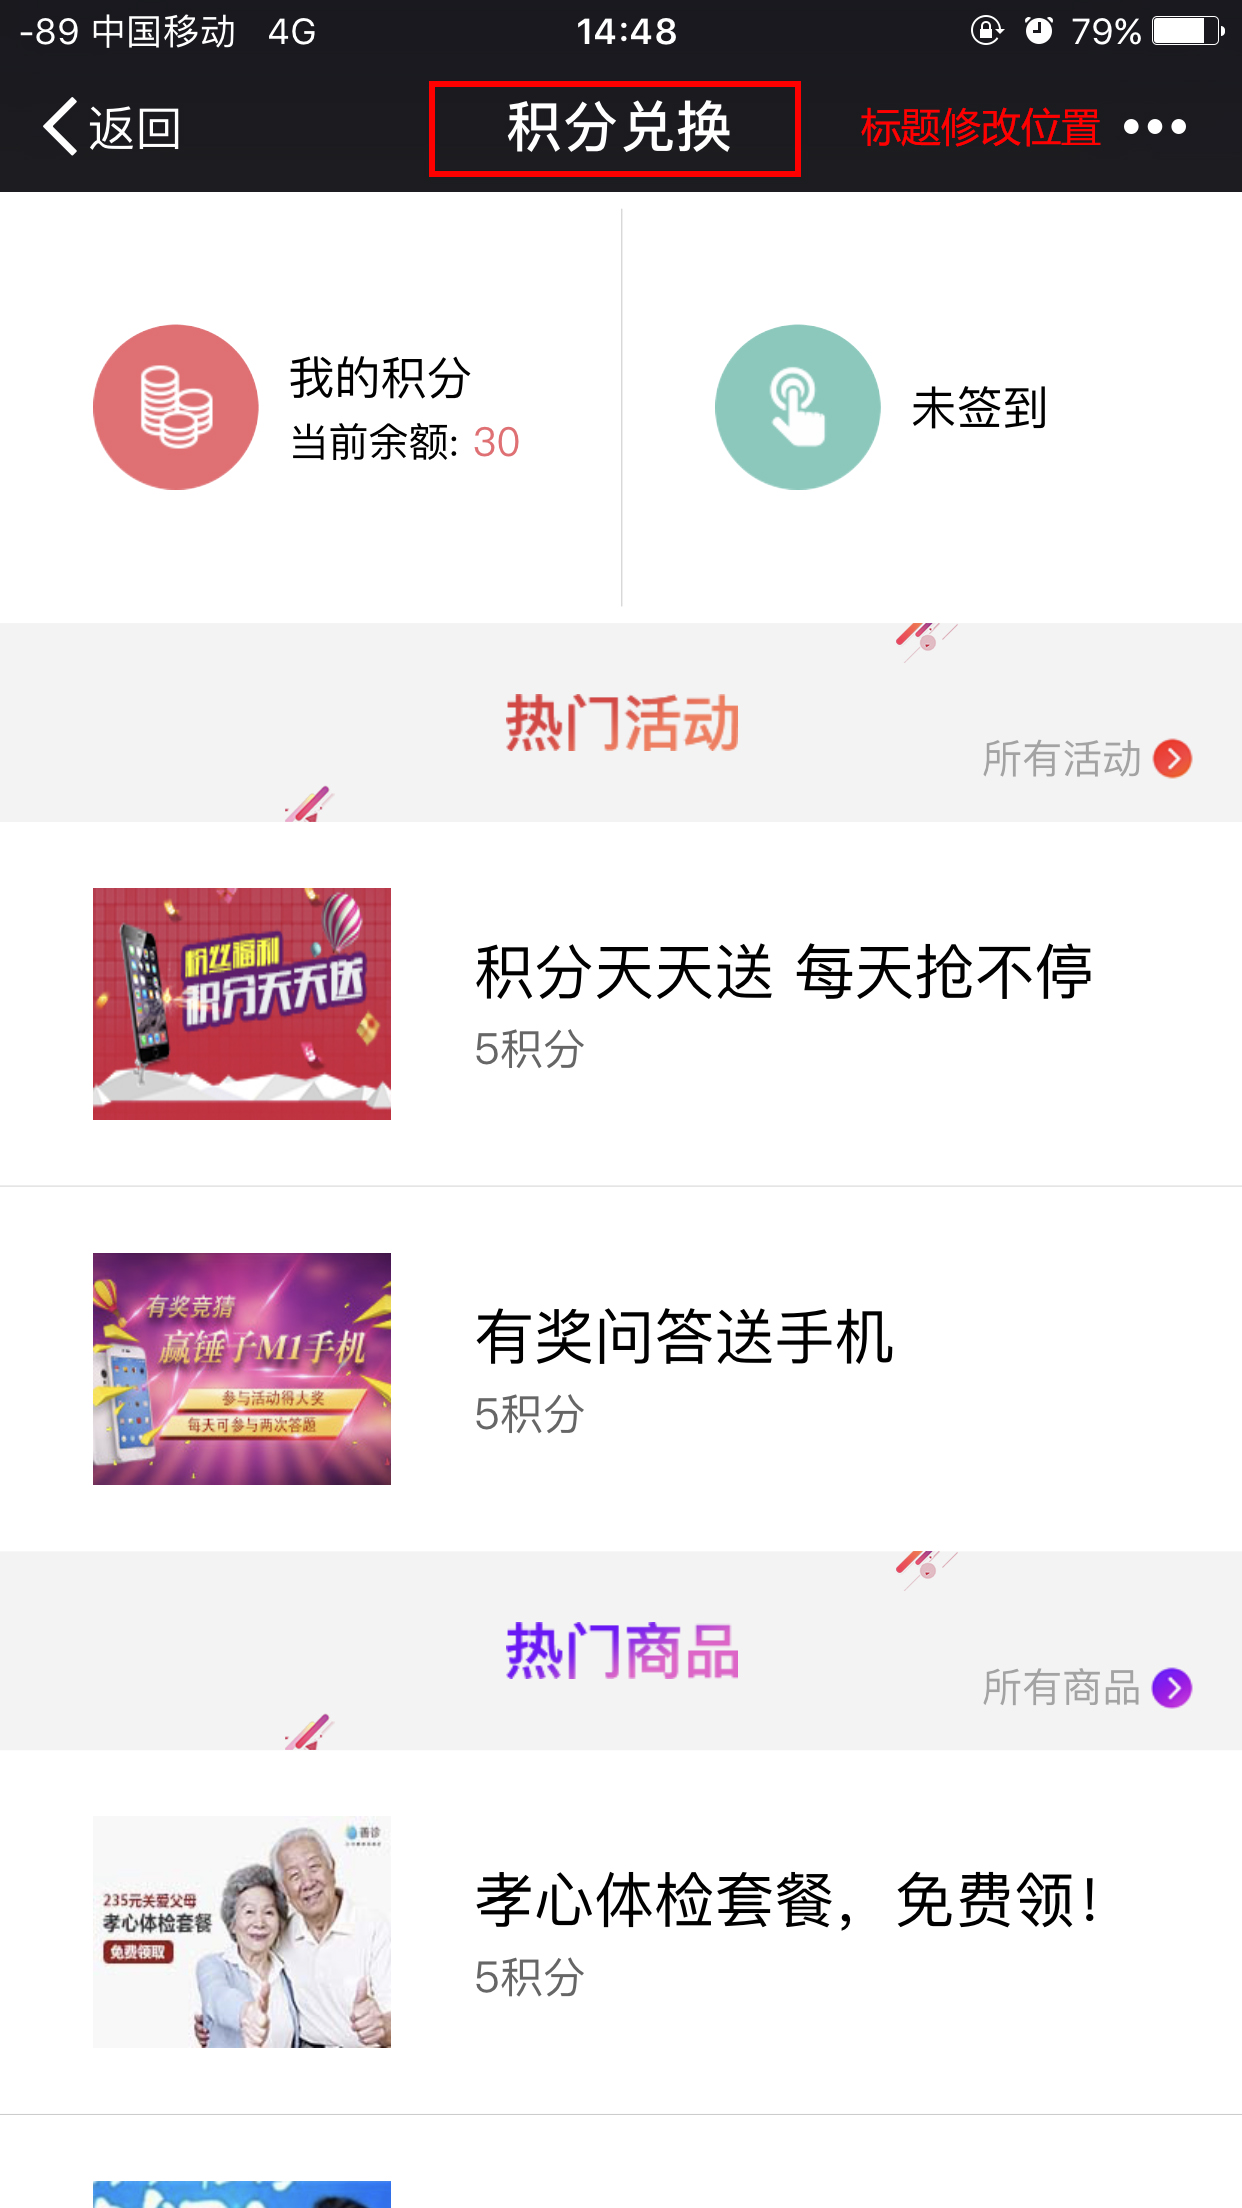 -89 中国移动 4G 14:48 79%
返回 积分兑换 标题修改位置
我的积分
当前余额: 30
未签到
热门活动
所有活动
粉丝福利
积分天天送
积分天天送 每天抢不停
5积分
有奖竞猜
赢锤子M1手机
参与活动得大奖
每天可参与两次答题
有奖问答送手机
5积分
热门商品
所有商品
善诊
235元关爱父母
孝心体检套餐
免费领取
孝心体检套餐，免费领！
5积分